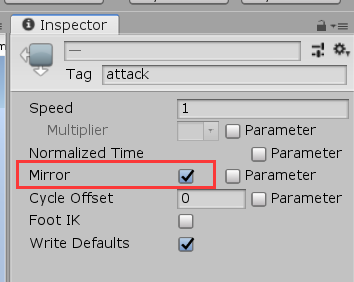 Inspector
—
Tag attack
Speed 1
Multiplier Parameter
Normalized Time Parameter
Mirror Parameter
Cycle Offset 0 Parameter
Foot IK
Write Defaults